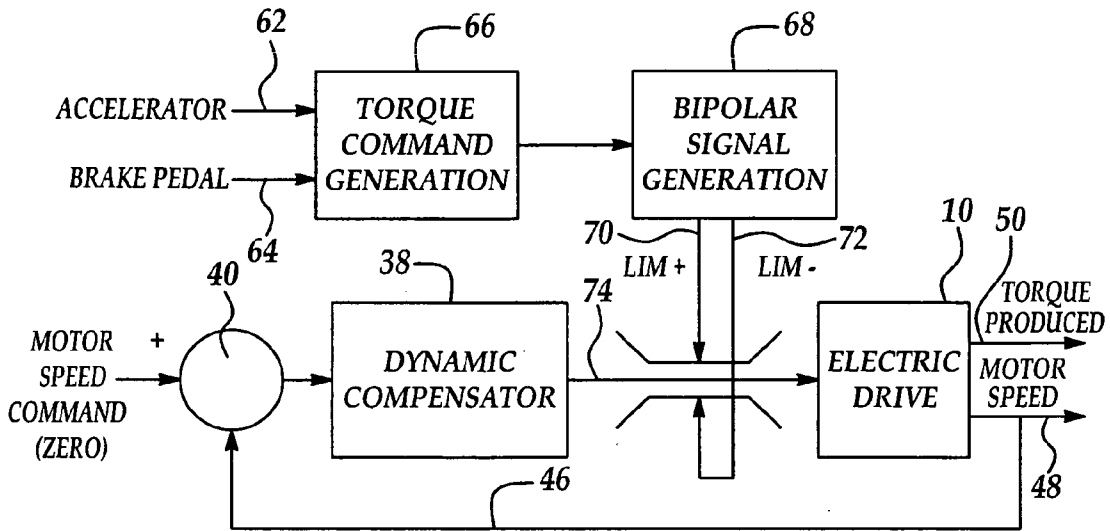 62
66
68
ACCELERATOR
BRAKE PEDAL
64
TORQUE
COMMAND
GENERATION
BIPOLAR
SIGNAL
GENERATION
70
LIM +
72
LIM -
10
50
TORQUE
PRODUCED
40
38
74
MOTOR
SPEED
COMMAND
(ZERO)
+
DYNAMIC
COMPENSATOR
ELECTRIC
DRIVE
MOTOR
SPEED
46
48